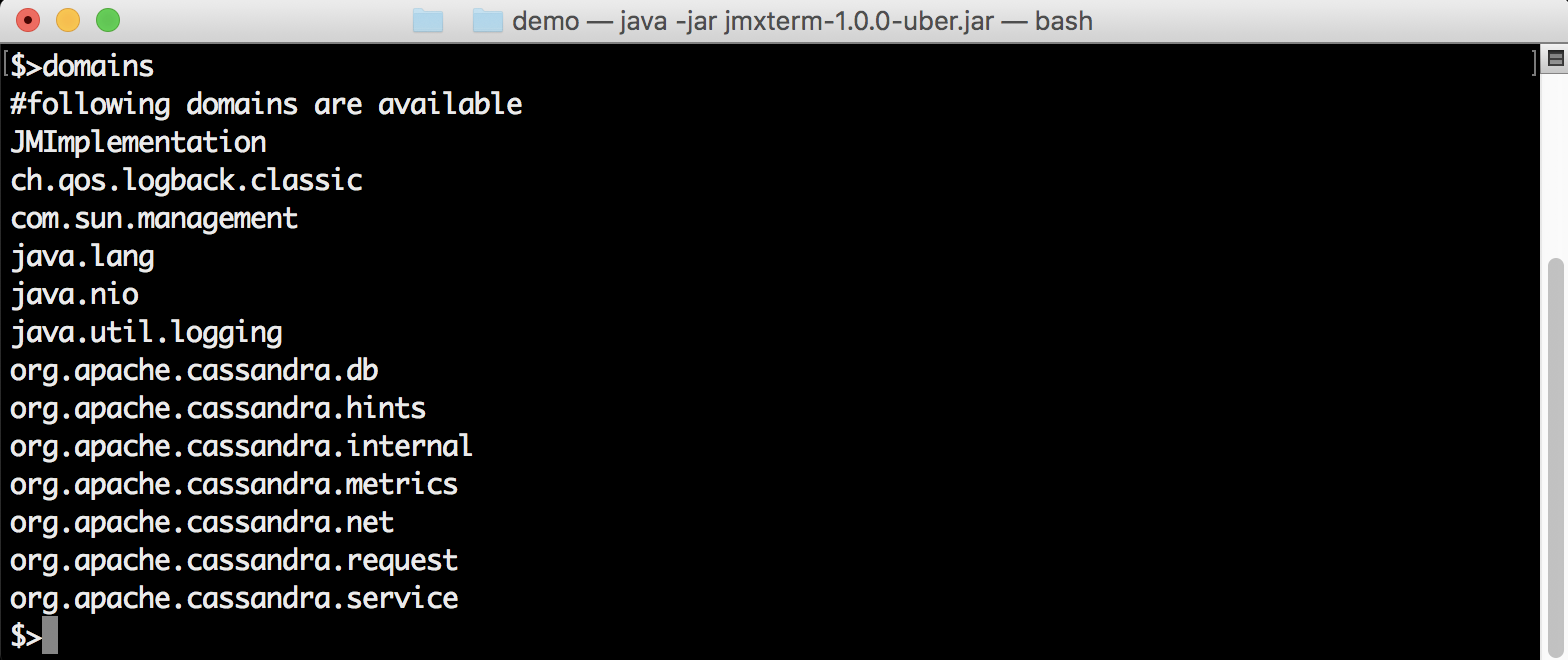 demo — java -jar jmxterm-1.0.0-uber.jar — bash
$>domains
#following domains are available
JMImplementation
ch.qos.logback.classic
com.sun.management
java.lang
java.nio
java.util.logging
org.apache.cassandra.db
org.apache.cassandra.hints
org.apache.cassandra.internal
org.apache.cassandra.metrics
org.apache.cassandra.net
org.apache.cassandra.request
org.apache.cassandra.service
$>